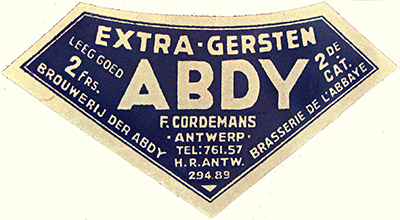 EXTRA-GERSTEN
LEEG GOED
2 FRS.
ABDY
2 DE
CAT.
BROUWERIJ DER ABDY
F. CORDEMANS
BRASSERIE DE L'ABBAYE
· ANTWERP ·
TEL: 761.57
H.R. ANTW.
294.89